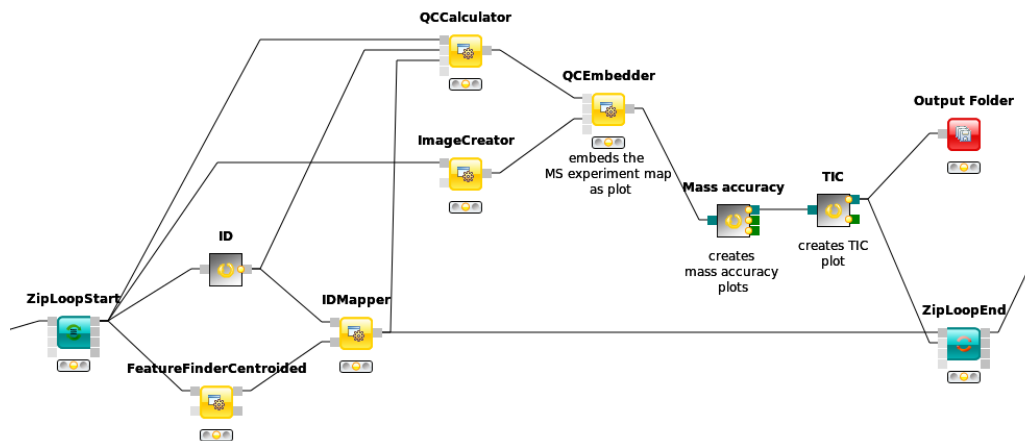 QCCalculator
QCEmbedder
Output Folder
ImageCreator
embeds the
MS experiment map
as plot
Mass accuracy
TIC
ID
creates
mass accuracy
plots
creates TIC
plot
ZipLoopStart
IDMapper
ZipLoopEnd
FeatureFinderCentroided